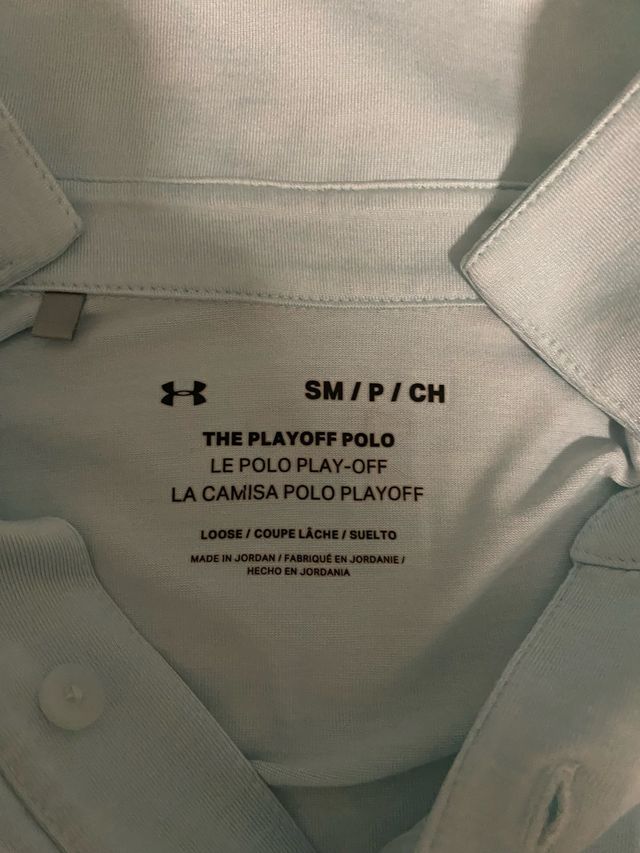 SM / P / CH
THE PLAYOFF POLO
LE POLO PLAY-OFF
LA CAMISA POLO PLAYOFF
LOOSE / COUPE LÂCHE / SUELTO
MADE IN JORDAN / FABRIQUÉ EN JORDANIE /
HECHO EN JORDANIA